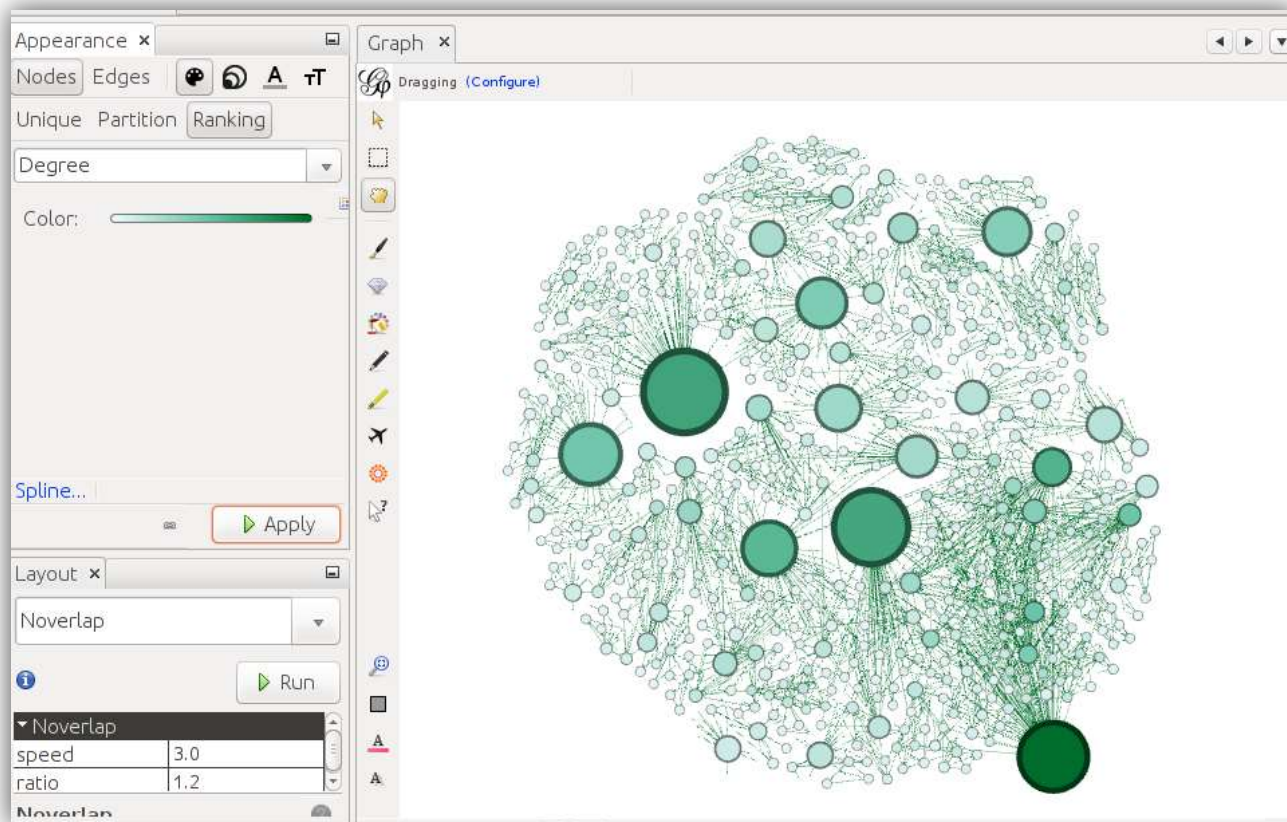 Appearance
Nodes Edges A TT
Unique Partition Ranking
Degree
Color:
Spline...
Apply
Layout
Noverlap
Run
Noverlap
speed 3.0
ratio 1.2
Noverlap
Graph
Dragging (Configure)
?
A
A